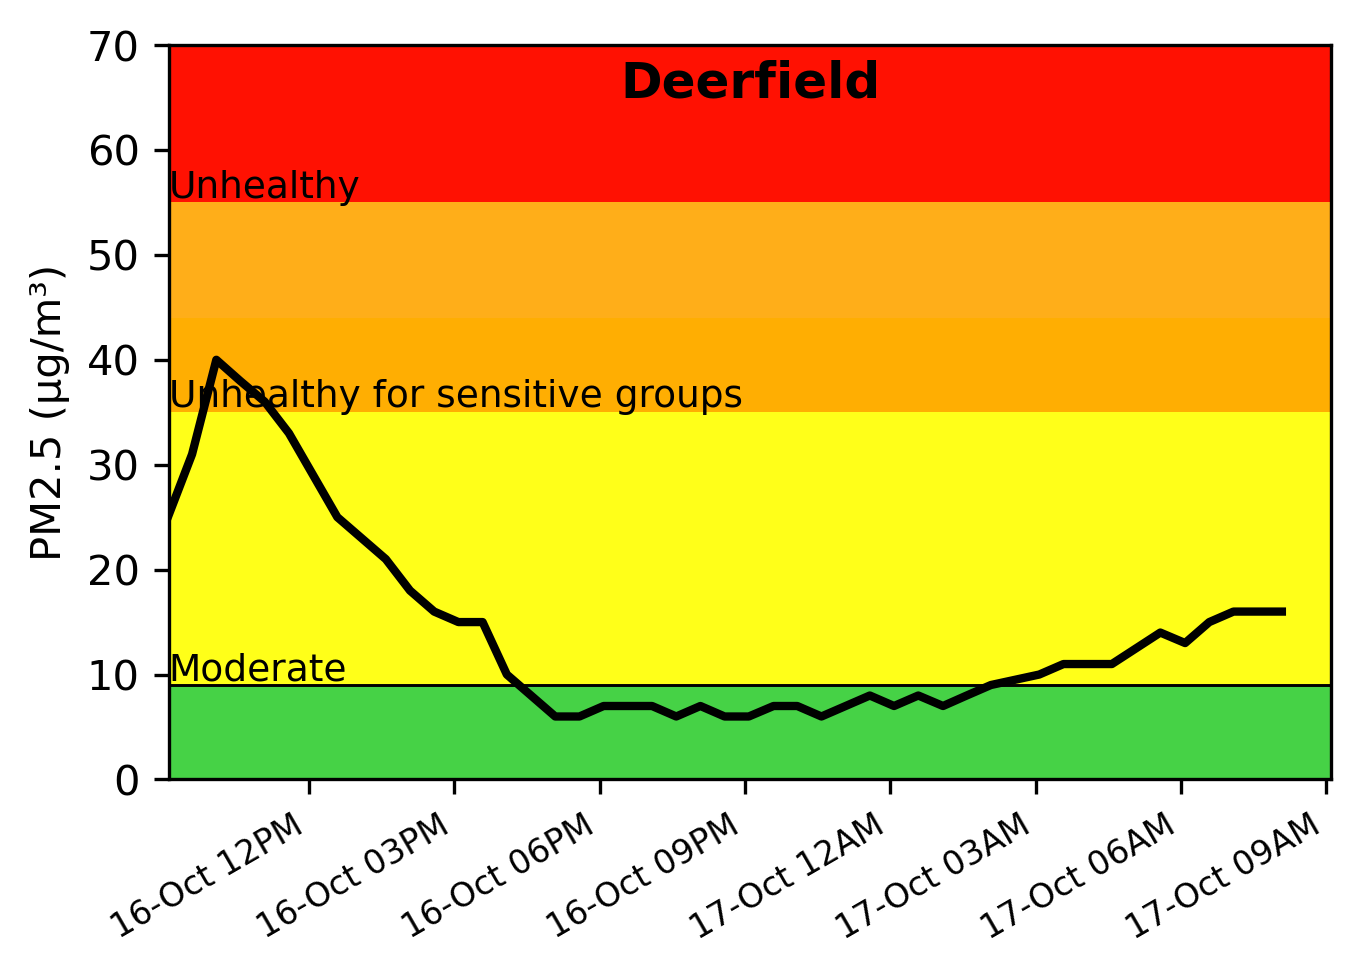 Deerfield
PM2.5 (µg/m³)
70
60
50
40
30
20
10
0
Unhealthy
Unhealthy for sensitive groups
Moderate
16-Oct 12PM
16-Oct 03PM
16-Oct 06PM
16-Oct 09PM
17-Oct 12AM
17-Oct 03AM
17-Oct 06AM
17-Oct 09AM